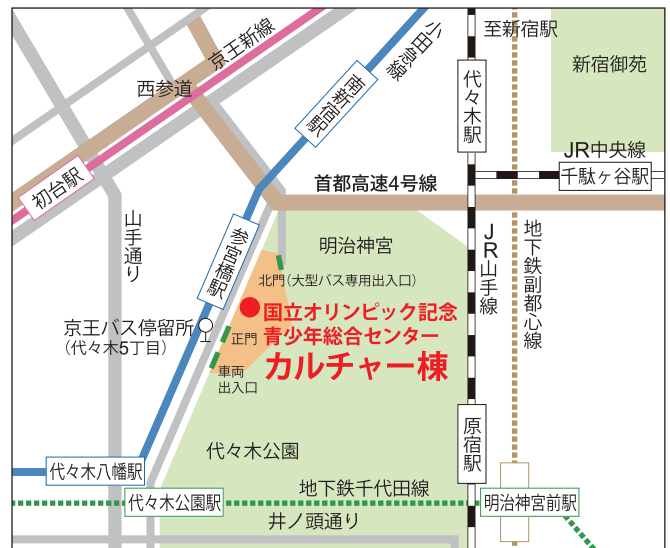 至新宿駅
小田急線
京王新線
新宿御苑
西参道
代々木駅
南新宿駅
JR中央線
千駄ヶ谷駅
初台駅
首都高速4号線
山手通り
参宮橋駅
明治神宮
JR山手線
地下鉄副都心線
北門(大型バス専用出入口)
国立オリンピック記念
青少年総合センター
カルチャー棟
京王バス停留所
(代々木5丁目)
正門
車両
出入口
原宿駅
代々木公園
代々木八幡駅
地下鉄千代田線
代々木公園駅
明治神宮前駅
井ノ頭通り